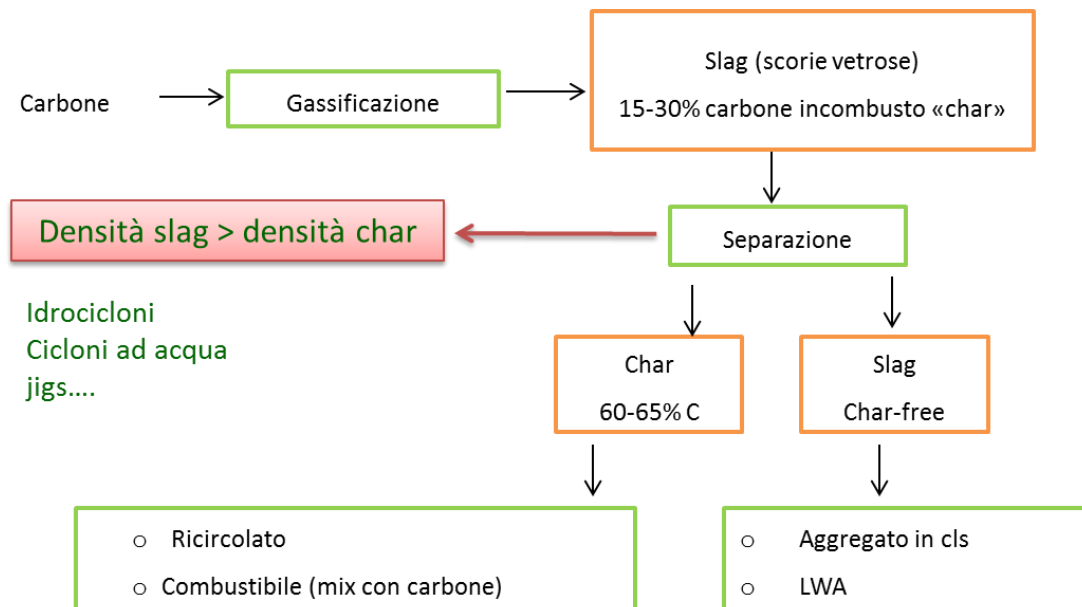 Carbone
Gassificazione
Slag (scorie vetrose)
15-30% carbone incombusto «char»
Densità slag > densità char
Separazione
Idrocicloni
Cicloni ad acqua
jigs....
Char
60-65% C
Slag
Char-free
o Ricircolato
o Combustibile (mix con carbone)
o Aggregato in cls
o LWA